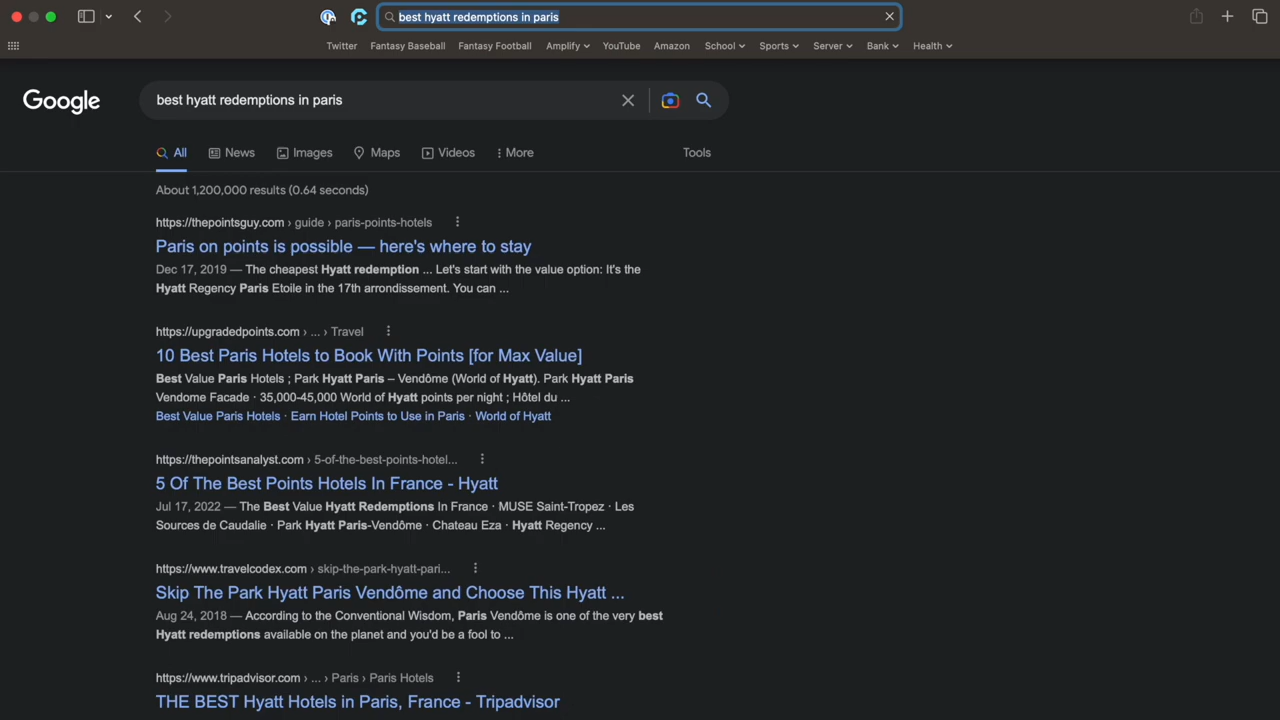 best hyatt redemptions in paris
Twitter Fantasy Baseball Fantasy Football Amplify YouTube Amazon School Sports Server Bank Health
Google best hyatt redemptions in paris
All News Images Maps Videos More Tools
About 1,200,000 results (0.64 seconds)
https://thepointsguy.com › guide › paris-points-hotels
Paris on points is possible — here's where to stay
Dec 17, 2019 — The cheapest Hyatt redemption ... Let's start with the value option: It's the
Hyatt Regency Paris Etoile in the 17th arrondissement. You can ...
https://upgradedpoints.com › ... › Travel
10 Best Paris Hotels to Book With Points [for Max Value]
Best Value Paris Hotels ; Park Hyatt Paris – Vendôme (World of Hyatt). Park Hyatt Paris
Vendome Facade · 35,000-45,000 World of Hyatt points per night ; Hôtel du ...
Best Value Paris Hotels · Earn Hotel Points to Use in Paris · World of Hyatt
https://thepointsanalyst.com › 5-of-the-best-points-hotel...
5 Of The Best Points Hotels In France - Hyatt
Jul 17, 2022 — The Best Value Hyatt Redemptions In France · MUSE Saint-Tropez · Les
Sources de Caudalie · Park Hyatt Paris-Vendôme · Chateau Eza · Hyatt Regency ...
https://www.travelcodex.com › skip-the-park-hyatt-pari...
Skip The Park Hyatt Paris Vendôme and Choose This Hyatt ...
Aug 24, 2018 — According to the Conventional Wisdom, Paris Vendôme is one of the very best
Hyatt redemptions available on the planet and you'd be a fool to ...
https://www.tripadvisor.com › ... › Paris › Paris Hotels
THE BEST Hyatt Hotels in Paris, France - Tripadvisor